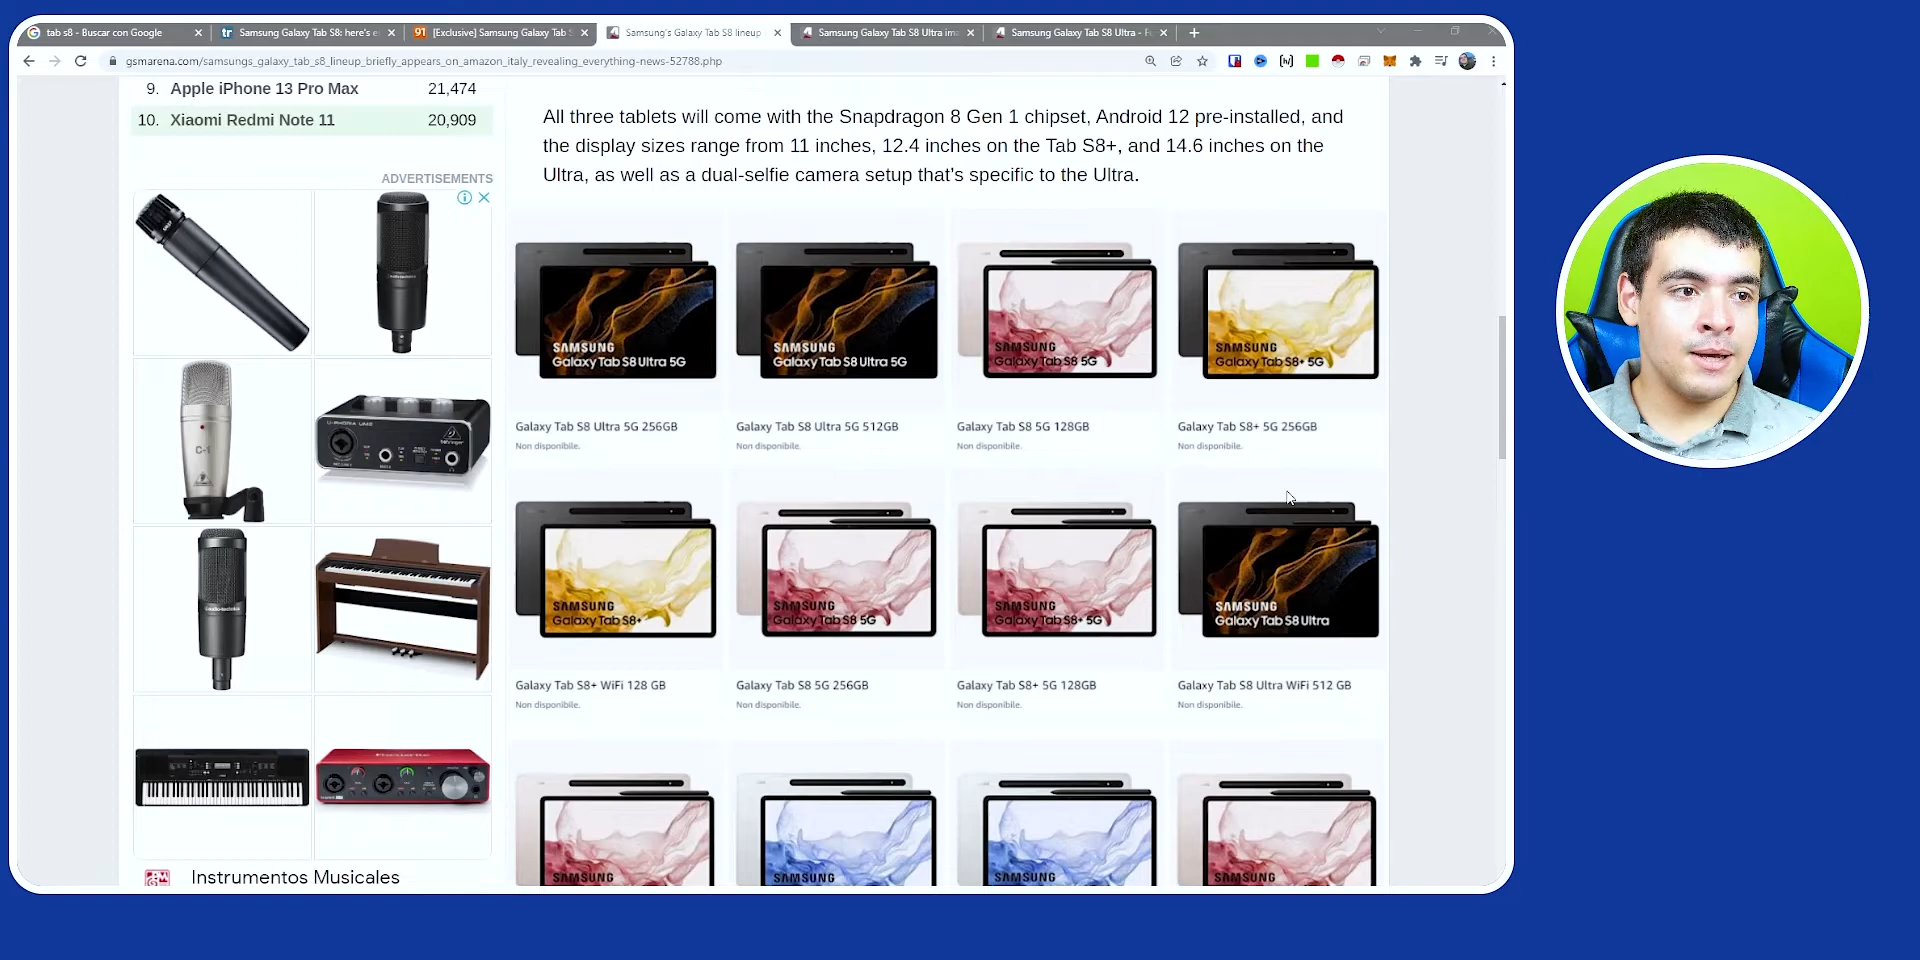 tab s8 - Buscar con Google
Samsung Galaxy Tab S8: here's e
[Exclusive] Samsung Galaxy Tab S
Samsung's Galaxy Tab S8 lineup
Samsung Galaxy Tab S8 Ultra ima
Samsung Galaxy Tab S8 Ultra - Fu
gsmarena.com/samsungs_galaxy_tab_s8_lineup_briefly_appears_on_amazon_italy_revealing_everything-news-52788.php
9. Apple iPhone 13 Pro Max 21,474
10. Xiaomi Redmi Note 11 20,909
ADVERTISEMENTS
C-1
U-PHORIA UM2
behringer
audio-technica
Focusrite
Instrumentos Musicales
All three tablets will come with the Snapdragon 8 Gen 1 chipset, Android 12 pre-installed, and
the display sizes range from 11 inches, 12.4 inches on the Tab S8+, and 14.6 inches on the
Ultra, as well as a dual-selfie camera setup that's specific to the Ultra.
SAMSUNG
Galaxy Tab S8 Ultra 5G
SAMSUNG
Galaxy Tab S8 Ultra 5G
SAMSUNG
Galaxy Tab S8 5G
SAMSUNG
Galaxy Tab S8+ 5G
Galaxy Tab S8 Ultra 5G 256GB
Non disponibile.
Galaxy Tab S8 Ultra 5G 512GB
Non disponibile.
Galaxy Tab S8 5G 128GB
Non disponibile.
Galaxy Tab S8+ 5G 256GB
Non disponibile.
SAMSUNG
Galaxy Tab S8+
SAMSUNG
Galaxy Tab S8 5G
SAMSUNG
Galaxy Tab S8+ 5G
SAMSUNG
Galaxy Tab S8 Ultra
Galaxy Tab S8+ WiFi 128 GB
Non disponibile.
Galaxy Tab S8 5G 256GB
Non disponibile.
Galaxy Tab S8+ 5G 128GB
Non disponibile.
Galaxy Tab S8 Ultra WiFi 512 GB
Non disponibile.
SAMSUNG
SAMSUNG
SAMSUNG
SAMSUNG